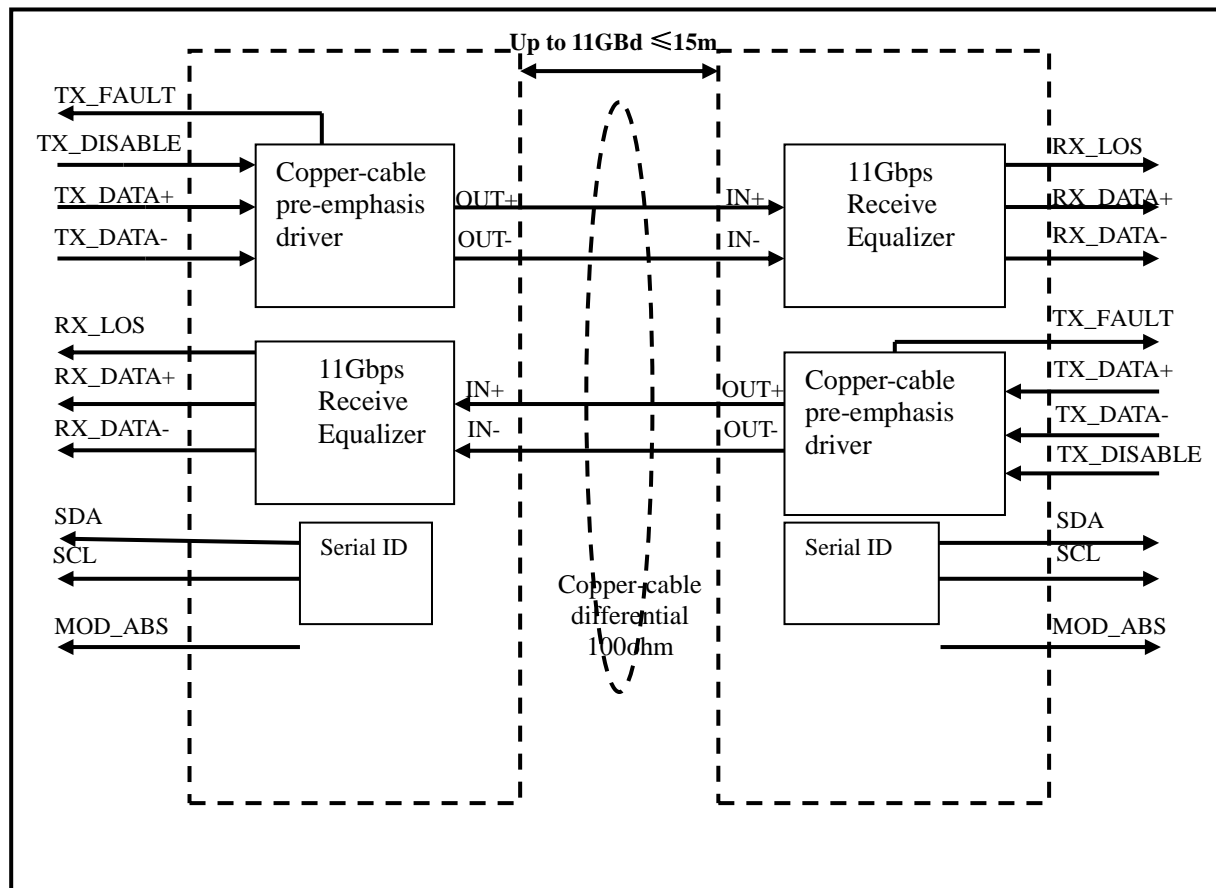 Up to 11GBd ≤15m
TX_FAULT
TX_DISABLE
TX_DATA+
TX_DATA-
Copper-cable
pre-emphasis
driver
OUT+
OUT-
IN+
IN-
11Gbps
Receive
Equalizer
RX_LOS
RX_DATA+
RX_DATA-
RX_LOS
RX_DATA+
RX_DATA-
11Gbps
Receive
Equalizer
IN+
IN-
OUT+
OUT-
Copper-cable
pre-emphasis
driver
TX_FAULT
TX_DATA+
TX_DATA-
TX_DISABLE
SDA
SCL
MOD_ABS
Serial ID
Copper-cable
differential
100ohm
Serial ID
SDA
SCL
MOD_ABS